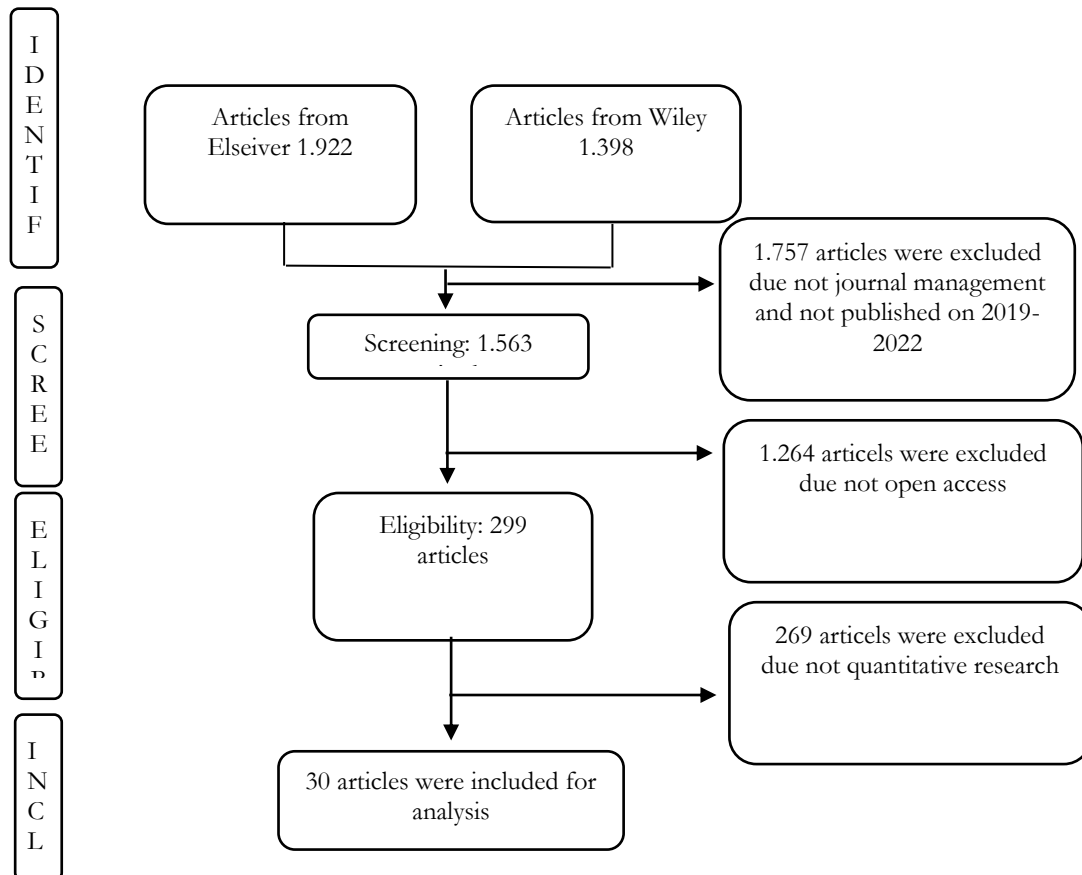 I
D
E
N
T
I
F
Articles from
Elseiver 1.922
Articles from Wiley
1.398
1.757 articles were excluded
due not journal management
and not published on 2019-
2022
S
C
R
E
E
Screening: 1.563
1.264 articels were excluded
due not open access
E
L
I
G
I
Eligibility: 299
articles
269 articels were excluded
due not quantitative research
I
N
C
L
30 articles were included for
analysis